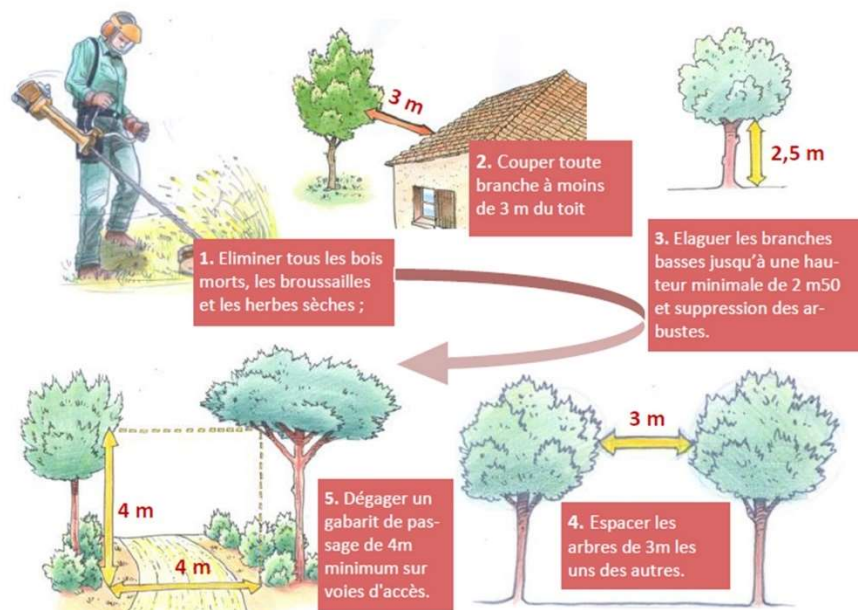 3 m
2. Couper toute
branche à moins
de 3 m du toit
2,5 m
1. Eliminer tous les bois
morts, les broussailles
et les herbes sèches ;
3. Elaguer les branches
basses jusqu'à une hau-
teur minimale de 2 m50
et suppression des ar-
bustes.
4 m
4 m
5. Dégager un
gabarit de pas-
sage de 4m
minimum sur
voies d'accès.
3 m
4. Espacer les
arbres de 3m les
uns des autres.